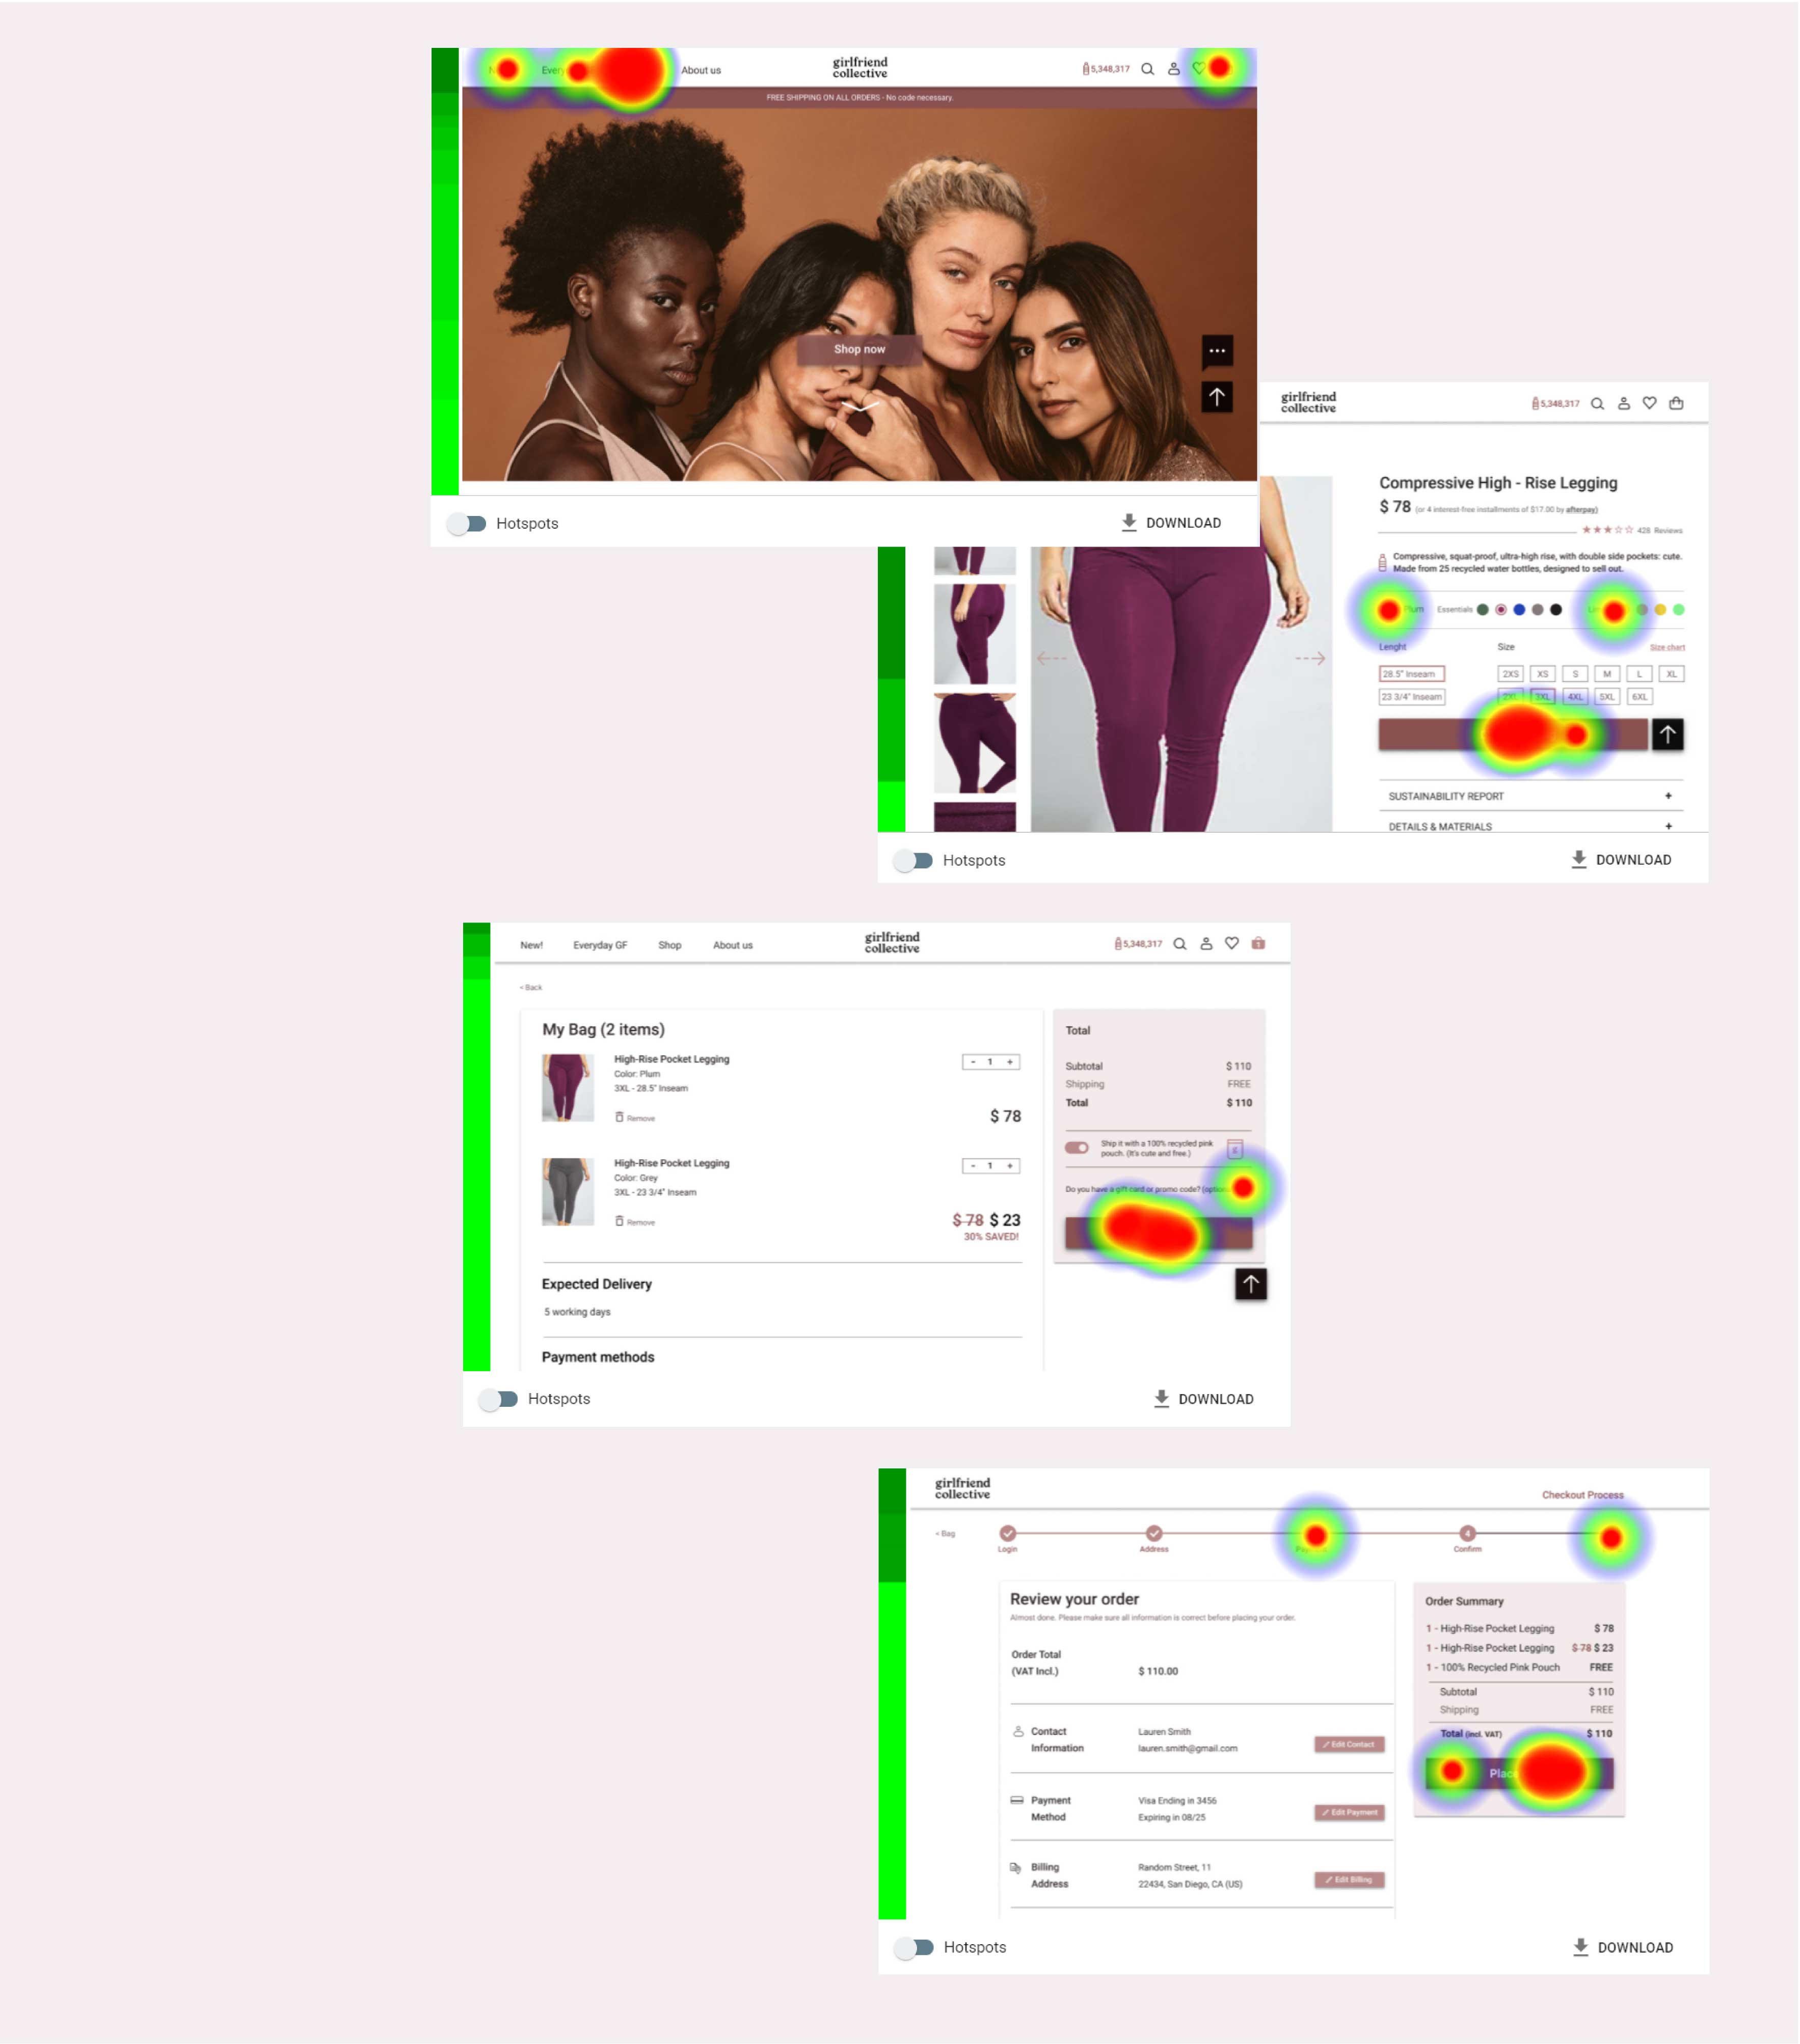 About us
girlfriend
collective
5,348,317
FREE SHIPPING ON ALL ORDERS - No code necessary.
Shop now
Hotspots
DOWNLOAD
girlfriend
collective
5,348,317
Compressive High - Rise Legging
$ 78 (or 4 interest-free installments of $17.00 by afterpay)
428 Reviews
Compressive, squat-proof, ultra-high rise, with double side pockets: cute.
Made from 25 recycled water bottles, designed to sell out.
Plum Essentials
Lenght Size Size chart
28.5" Inseam 2XS XS S M L XL
23 3/4" Inseam 2XL 3XL 4XL 5XL 6XL
SUSTAINABILITY REPORT +
DETAILS & MATERIALS +
Hotspots
DOWNLOAD
New! Everyday GF Shop About us
girlfriend
collective
5,348,317
1
< Back
My Bag (2 items)
High-Rise Pocket Legging
Color: Plum
3XL - 28.5" Inseam
Remove
- 1 +
$ 78
High-Rise Pocket Legging
Color: Grey
3XL - 23 3/4" Inseam
Remove
- 1 +
$ 78 $ 23
30% SAVED!
Expected Delivery
5 working days
Payment methods
Total
Subtotal $ 110
Shipping FREE
Total $ 110
Ship it with a 100% recycled pink
pouch. (It's cute and free.)
Do you have a gift card or promo code?
Hotspots
DOWNLOAD
girlfriend
collective
Checkout Process
< Bag
4
Login Address Confirm
Review your order
Almost done. Please make sure all information is correct before placing your order.
Order Total
(VAT Incl.) $ 110.00
Contact
Information
Lauren Smith
lauren.smith@gmail.com
Edit Contact
Payment
Method
Visa Ending in 3456
Expiring in 08/25
Edit Payment
Billing
Address
Random Street, 11
22434, San Diego, CA (US)
Edit Billing
Order Summary
1 - High-Rise Pocket Legging $ 78
1 - High-Rise Pocket Legging $ 78 $ 23
1 - 100% Recycled Pink Pouch FREE
Subtotal $ 110
Shipping FREE
Total (incl. VAT) $ 110
Hotspots
DOWNLOAD